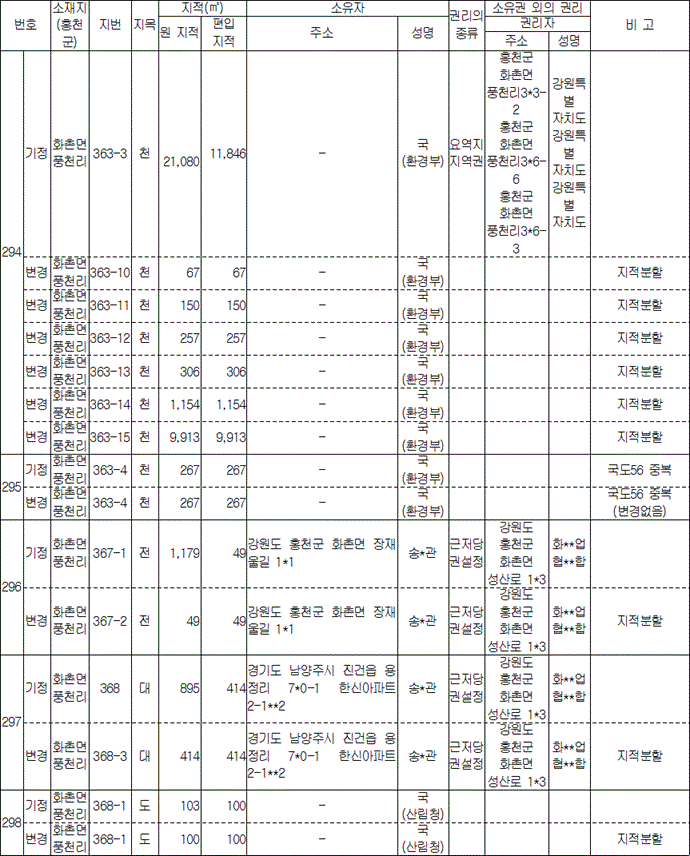 번호 소재지 (홍천군) 지번 지목 지적(㎡) 소유자 권리의 종류 소유권 외의 권리 비 고
원 지적 편입 지적 주소 성명 권리자
주소 성명
294 기정 화촌면 풍천리 363-3 천 21,080 11,846 - 국 (환경부) 요역지 지역권 홍천군 화촌면 풍천리3*3-2 홍천군 화촌면 풍천리3*6-6 홍천군 화촌면 풍천리3*6-3 강원특별 자치도 강원특별 자치도 강원특별 자치도
변경 화촌면 풍천리 363-10 천 67 67 - 국 (환경부) 지적분할
변경 화촌면 풍천리 363-11 천 150 150 - 국 (환경부) 지적분할
변경 화촌면 풍천리 363-12 천 257 257 - 국 (환경부) 지적분할
변경 화촌면 풍천리 363-13 천 306 306 - 국 (환경부) 지적분할
변경 화촌면 풍천리 363-14 천 1,154 1,154 - 국 (환경부) 지적분할
변경 화촌면 풍천리 363-15 천 9,913 9,913 - 국 (환경부) 지적분할
295 기정 화촌면 풍천리 363-4 천 267 267 - 국 (환경부) 국도56 중복
변경 화촌면 풍천리 363-4 천 267 267 - 국 (환경부) 국도56 중복 (변경없음)
296 기정 화촌면 풍천리 367-1 전 1,179 49 강원도 홍천군 화촌면 장재울길 1*1 송*관 근저당권설정 강원도 홍천군 화촌면 성산로 1*3 화**업협**합
변경 화촌면 풍천리 367-2 전 49 49 강원도 홍천군 화촌면 장재울길 1*1 송*관 근저당권설정 강원도 홍천군 화촌면 성산로 1*3 화**업협**합 지적분할
297 기정 화촌면 풍천리 368 대 895 414 경기도 남양주시 진건읍 용정리 7*0-1 한신아파트 2-1**2 송*관 근저당권설정 강원도 홍천군 화촌면 성산로 1*3 화**업협**합
변경 화촌면 풍천리 368-3 대 414 414 경기도 남양주시 진건읍 용정리 7*0-1 한신아파트 2-1**2 송*관 근저당권설정 강원도 홍천군 화촌면 성산로 1*3 화**업협**합 지적분할
298 기정 화촌면 풍천리 368-1 도 103 100 - 국 (산림청)
변경 화촌면 풍천리 368-1 도 100 100 - 국 (산림청) 지적분할